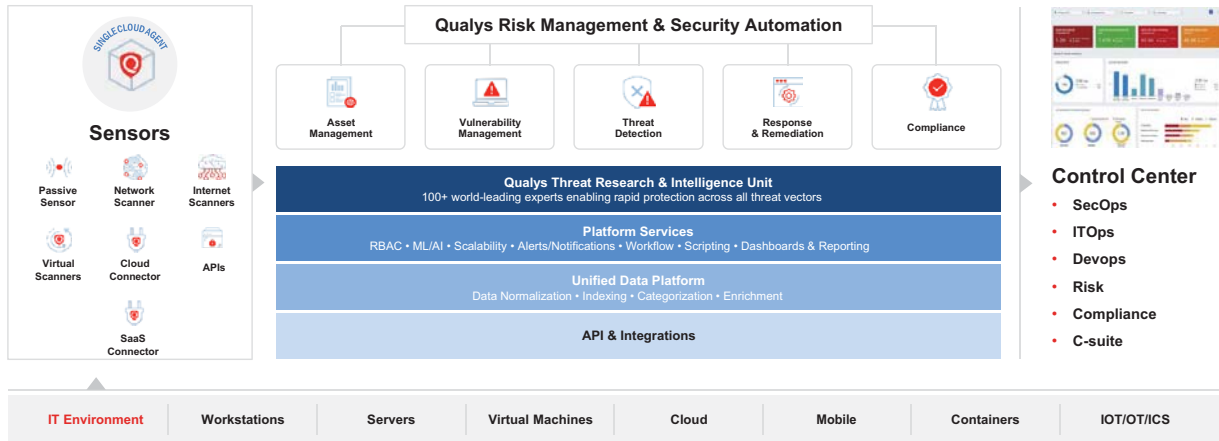 SINGLE CLOUD AGENT
Sensors
Passive
Sensor
Network
Scanner
Internet
Scanners
Virtual
Scanners
Cloud
Connector
APIs
SaaS
Connector
Qualys Risk Management & Security Automation
Asset
Management
Vulnerability
Management
Threat
Detection
Response
& Remediation
Compliance
Qualys Threat Research & Intelligence Unit
100+ world-leading experts enabling rapid protection across all threat vectors
Platform Services
RBAC • ML/AI • Scalability • Alerts/Notifications • Workflow • Scripting • Dashboards & Reporting
Unified Data Platform
Data Normalization • Indexing • Categorization • Enrichment
API & Integrations
Control Center
• SecOps
• ITOps
• Devops
• Risk
• Compliance
• C-suite
IT Environment
Workstations
Servers
Virtual Machines
Cloud
Mobile
Containers
IOT/OT/ICS